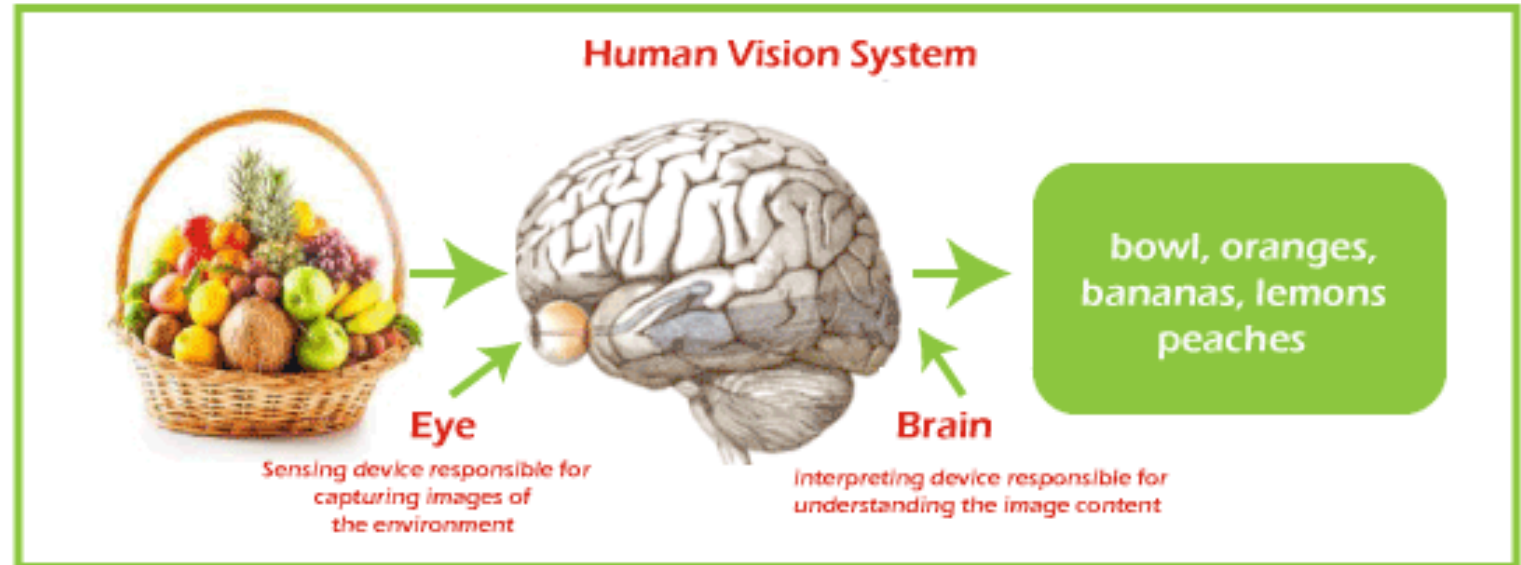 Human Vision System
bowl, oranges,
bananas, lemons
peaches
Eye
Sensing device responsible for
capturing images of
the environment
Brain
Interpreting device responsible for
understanding the image content